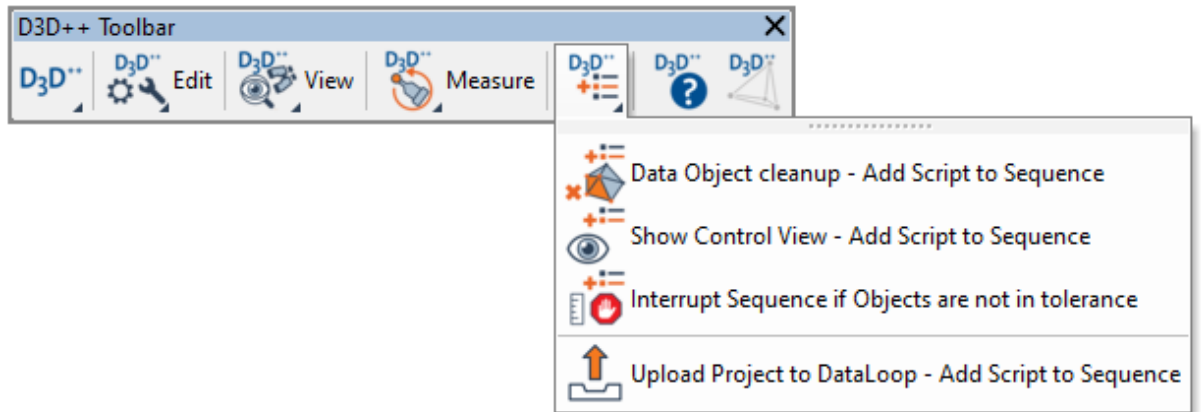 D3D++ Toolbar
D3D++ D3D++ Edit D3D++ View D3D++ Measure D3D++ D3D++ ? D3D++
Data Object cleanup - Add Script to Sequence
Show Control View - Add Script to Sequence
Interrupt Sequence if Objects are not in tolerance
Upload Project to DataLoop - Add Script to Sequence